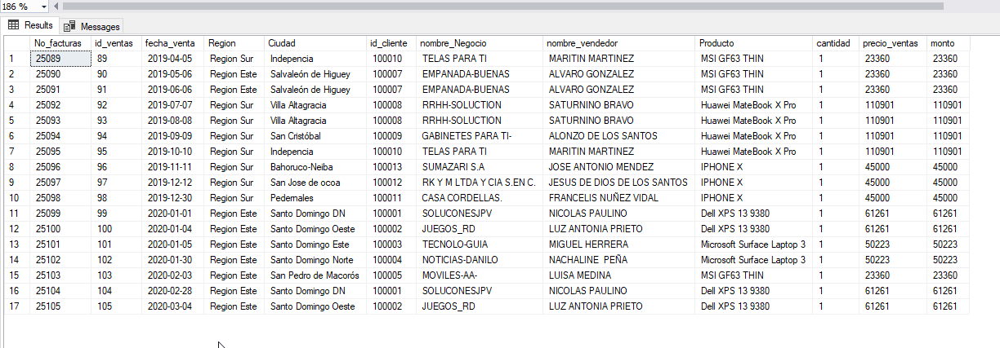 186 %
Results Messages
No_facturas id_ventas fecha_venta Region Ciudad id_cliente nombre_Negocio nombre_vendedor Producto cantidad precio_ventas monto
1 25089 89 2019-04-05 Region Sur Indepencia 100010 TELAS PARA TI MARITIN MARTINEZ MSI GF63 THIN 1 23360 23360
2 25090 90 2019-05-06 Region Este Salvaleón de Higuey 100007 EMPANADA-BUENAS ALVARO GONZALEZ MSI GF63 THIN 1 23360 23360
3 25091 91 2019-06-06 Region Este Salvaleón de Higuey 100007 EMPANADA-BUENAS ALVARO GONZALEZ MSI GF63 THIN 1 23360 23360
4 25092 92 2019-07-07 Region Sur Villa Altagracia 100008 RRHH-SOLUCTION SATURNINO BRAVO Huawei MateBook X Pro 1 110901 110901
5 25093 93 2019-08-08 Region Sur Villa Altagracia 100008 RRHH-SOLUCTION SATURNINO BRAVO Huawei MateBook X Pro 1 110901 110901
6 25094 94 2019-09-09 Region Sur San Cristóbal 100009 GABINETES PARA TI- ALONZO DE LOS SANTOS Huawei MateBook X Pro 1 110901 110901
7 25095 95 2019-10-10 Region Sur Indepencia 100010 TELAS PARA TI MARITIN MARTINEZ Huawei MateBook X Pro 1 110901 110901
8 25096 96 2019-11-11 Region Sur Bahoruco-Neiba 100013 SUMAZARI S.A JOSE ANTONIO MENDEZ IPHONE X 1 45000 45000
9 25097 97 2019-12-12 Region Sur San Jose de ocoa 100012 RK Y M LTDA Y CIA S.EN C. JESUS DE DIOS DE LOS SANTOS IPHONE X 1 45000 45000
10 25098 98 2019-12-30 Region Sur Pedernales 100011 CASA CORDELLAS. FRANCELIS NUÑEZ VIDAL IPHONE X 1 45000 45000
11 25099 99 2020-01-01 Region Este Santo Domingo DN 100001 SOLUCONESJPV NICOLAS PAULINO Dell XPS 13 9380 1 61261 61261
12 25100 100 2020-01-04 Region Este Santo Domingo Oeste 100002 JUEGOS_RD LUZ ANTONIA PRIETO Dell XPS 13 9380 1 61261 61261
13 25101 101 2020-01-05 Region Este Santo Domingo Este 100003 TECNOLO-GUIA MIGUEL HERRERA Microsoft Surface Laptop 3 1 50223 50223
14 25102 102 2020-01-30 Region Este Santo Domingo Norte 100004 NOTICIAS-DANILO NACHALINE PEÑA Microsoft Surface Laptop 3 1 50223 50223
15 25103 103 2020-02-03 Region Este San Pedro de Macorós 100005 MOVILES-AA- LUISA MEDINA MSI GF63 THIN 1 23360 23360
16 25104 104 2020-02-28 Region Este Santo Domingo DN 100001 SOLUCONESJPV NICOLAS PAULINO Dell XPS 13 9380 1 61261 61261
17 25105 105 2020-03-04 Region Este Santo Domingo Oeste 100002 JUEGOS_RD LUZ ANTONIA PRIETO Dell XPS 13 9380 1 61261 61261